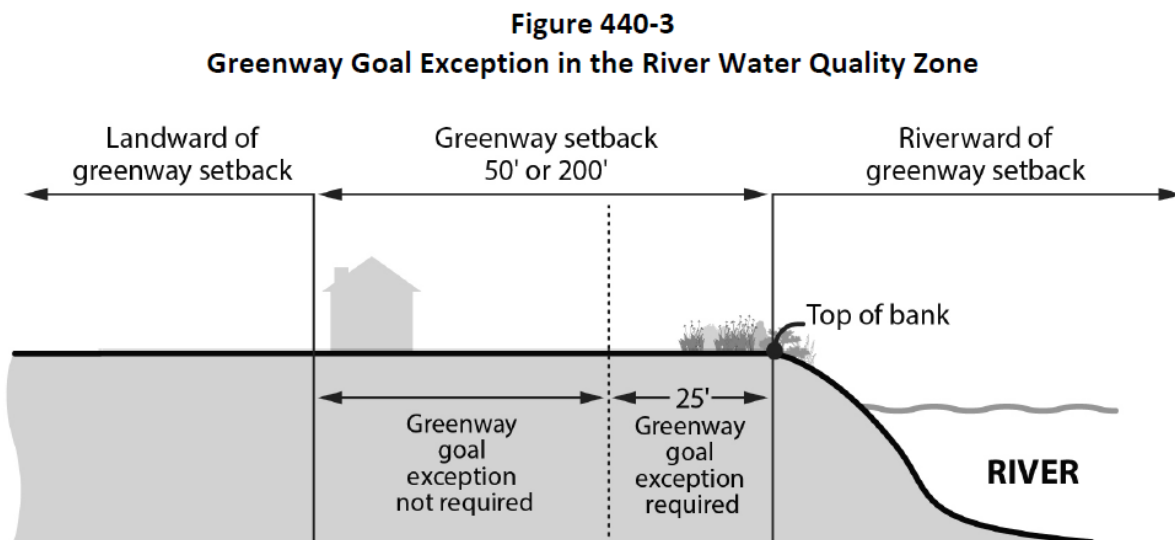 Figure 440-3
Greenway Goal Exception in the River Water Quality Zone
Landward of
greenway setback
Greenway setback
50' or 200'
Riverward of
greenway setback
Top of bank
Greenway
goal
exception
not required
25'
Greenway
goal
exception
required
RIVER